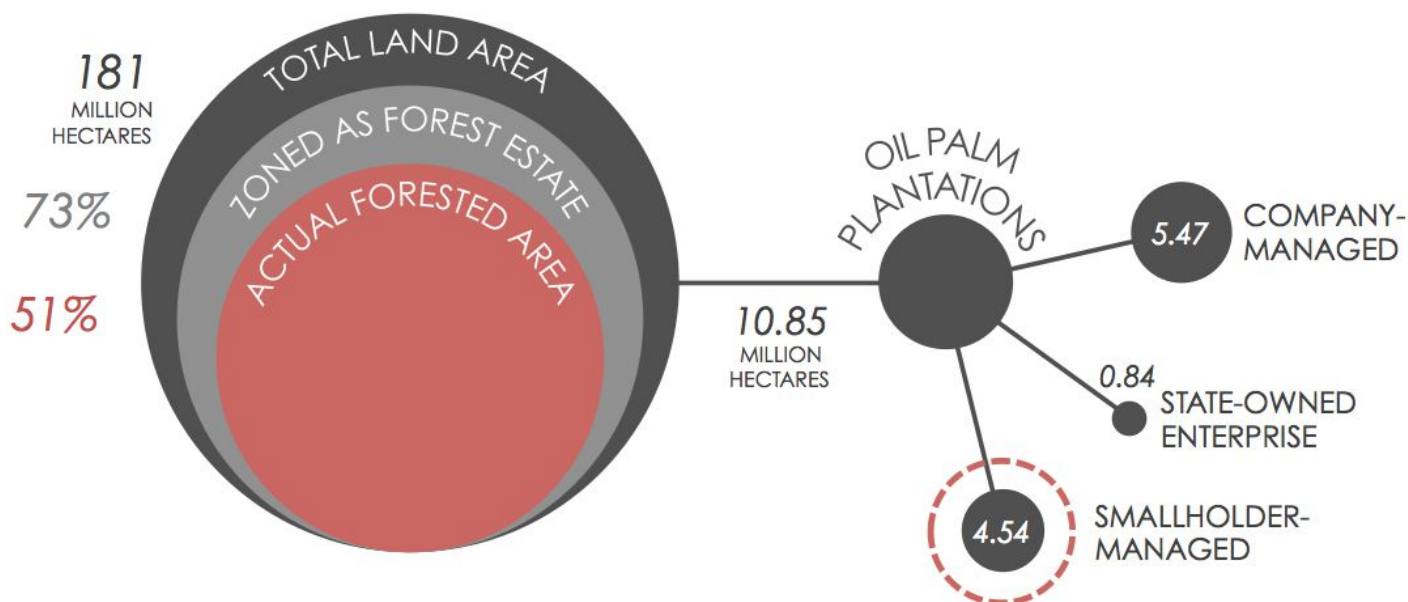 181
MILLION
HECTARES
73%
51%
TOTAL LAND AREA
ZONED AS FOREST ESTATE
ACTUAL FORESTED AREA
10.85
MILLION
HECTARES
OIL PALM
PLANTATIONS
5.47
COMPANY-
MANAGED
0.84
STATE-OWNED
ENTERPRISE
4.54
SMALLHOLDER-
MANAGED